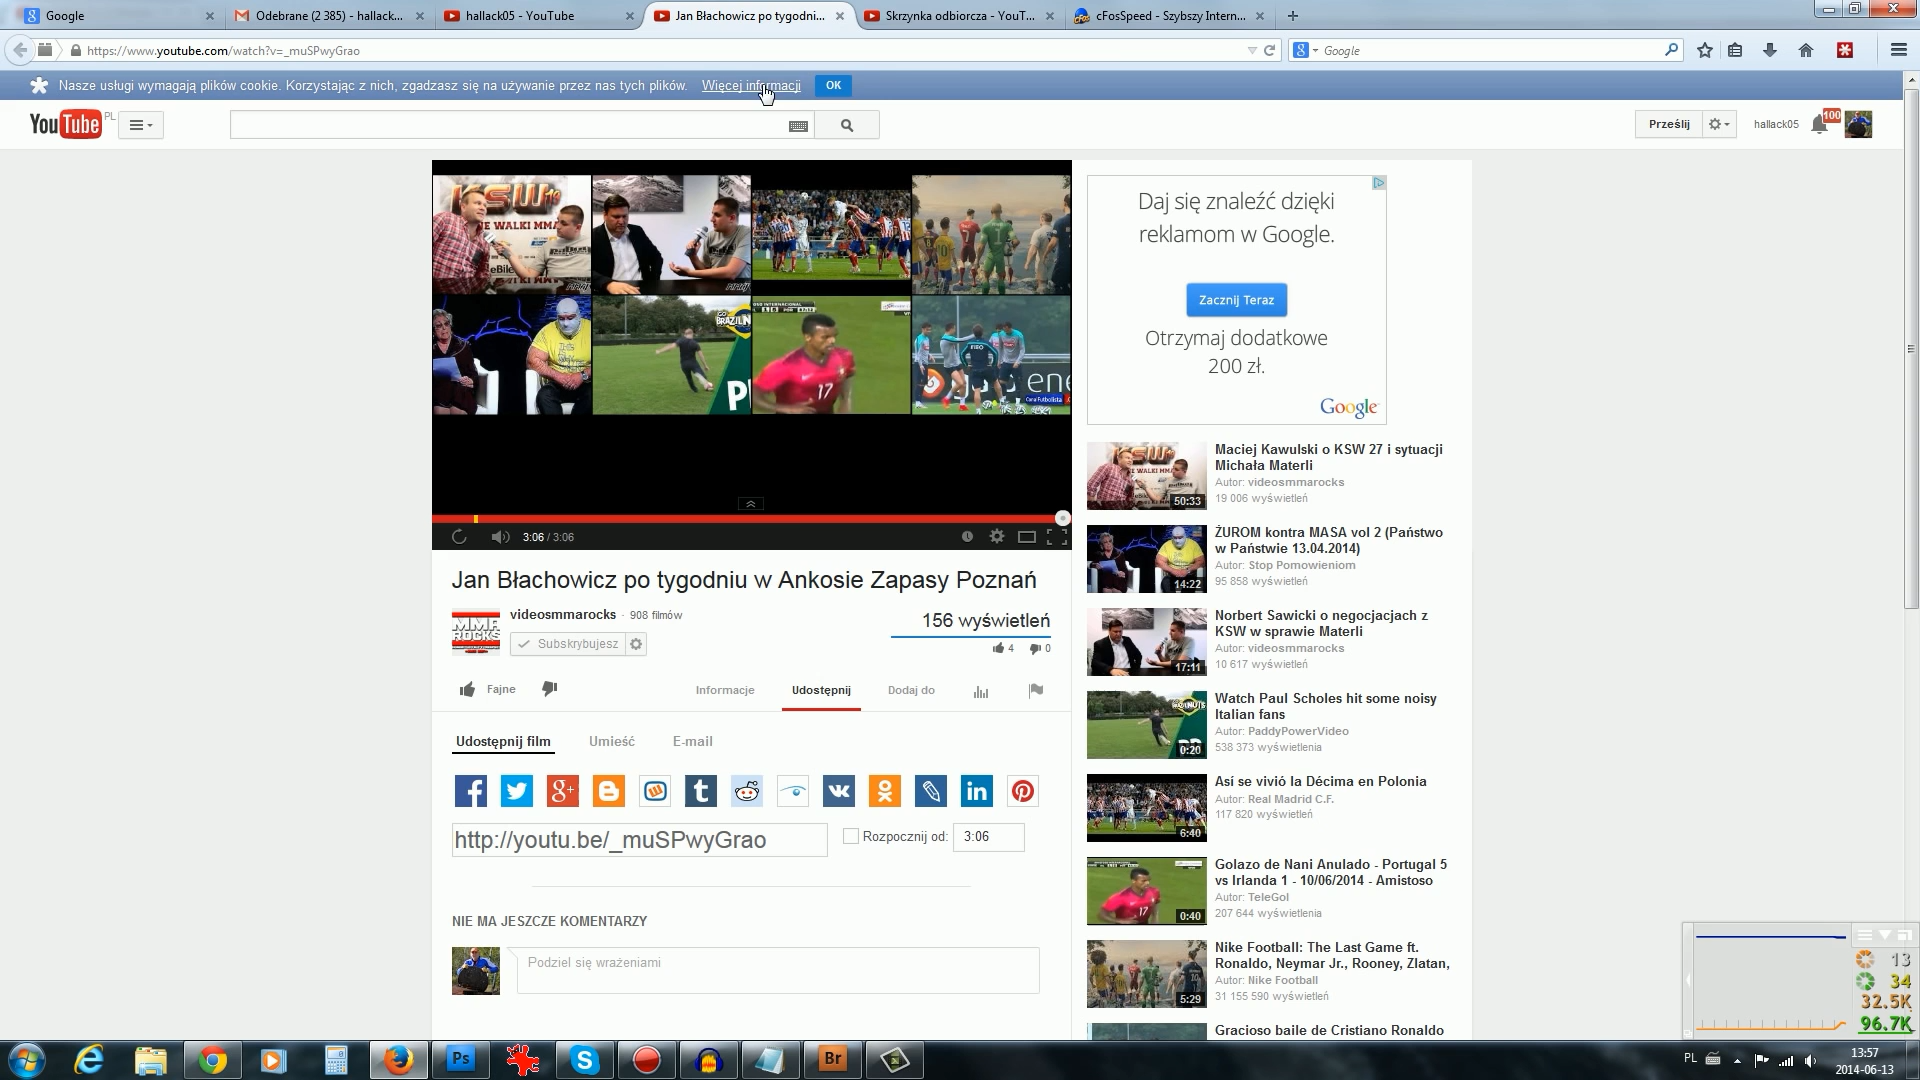 Google
Odebrane (2 385) - hallack...
hallack05 - YouTube
Jan Błachowicz po tygodni...
Skrzynka odbiorcza - YouT...
cFosSpeed - Szybszy Intern...
https://www.youtube.com/watch?v=_muSPwyGrao
Google
Nasze usługi wymagają plików cookie. Korzystając z nich, zgadzasz się na używanie przez nas tych plików. Więcej informacji OK
YouTube PL
Prześlij
hallack05
100
KSW
E WALKI MMA
eBil
GO BRAZILN
17
Daj się znaleźć dzięki
reklamom w Google.
Zacznij Teraz
Otrzymaj dodatkowe
200 zł.
Google
3:06 / 3:06
Jan Błachowicz po tygodniu w Ankosie Zapasy Poznań
MMA ROCKS
videosmmarocks · 908 filmów
Subskrybujesz
156 wyświetleń
4 0
Fajne
Informacje
Udostępnij
Dodaj do
Udostępnij film
Umieść
E-mail
http://youtu.be/_muSPwyGrao
Rozpocznij od: 3:06
NIE MA JESZCZE KOMENTARZY
Podziel się wrażeniami
Maciej Kawulski o KSW 27 i sytuacji
Michała Materli
Autor: videosmmarocks
19 006 wyświetleń
50:33
ŻUROM kontra MASA vol 2 (Państwo
w Państwie 13.04.2014)
Autor: Stop Pomowieniom
95 858 wyświetleń
14:22
Norbert Sawicki o negocjacjach z
KSW w sprawie Materli
Autor: videosmmarocks
10 617 wyświetleń
17:11
Watch Paul Scholes hit some noisy
Italian fans
Autor: PaddyPowerVideo
538 373 wyświetlenia
0:20
Así se vivió la Décima en Polonia
Autor: Real Madrid C.F.
117 820 wyświetleń
6:40
Golazo de Nani Anulado - Portugal 5
vs Irlanda 1 - 10/06/2014 - Amistoso
Autor: TeleGol
207 644 wyświetlenia
0:40
Nike Football: The Last Game ft.
Ronaldo, Neymar Jr., Rooney, Zlatan,
Autor: Nike Football
31 155 590 wyświetleń
5:29
Gracioso baile de Cristiano Ronaldo
13
34
32.5K
96.7K
Ps
Br
PL
13:57
2014-06-13